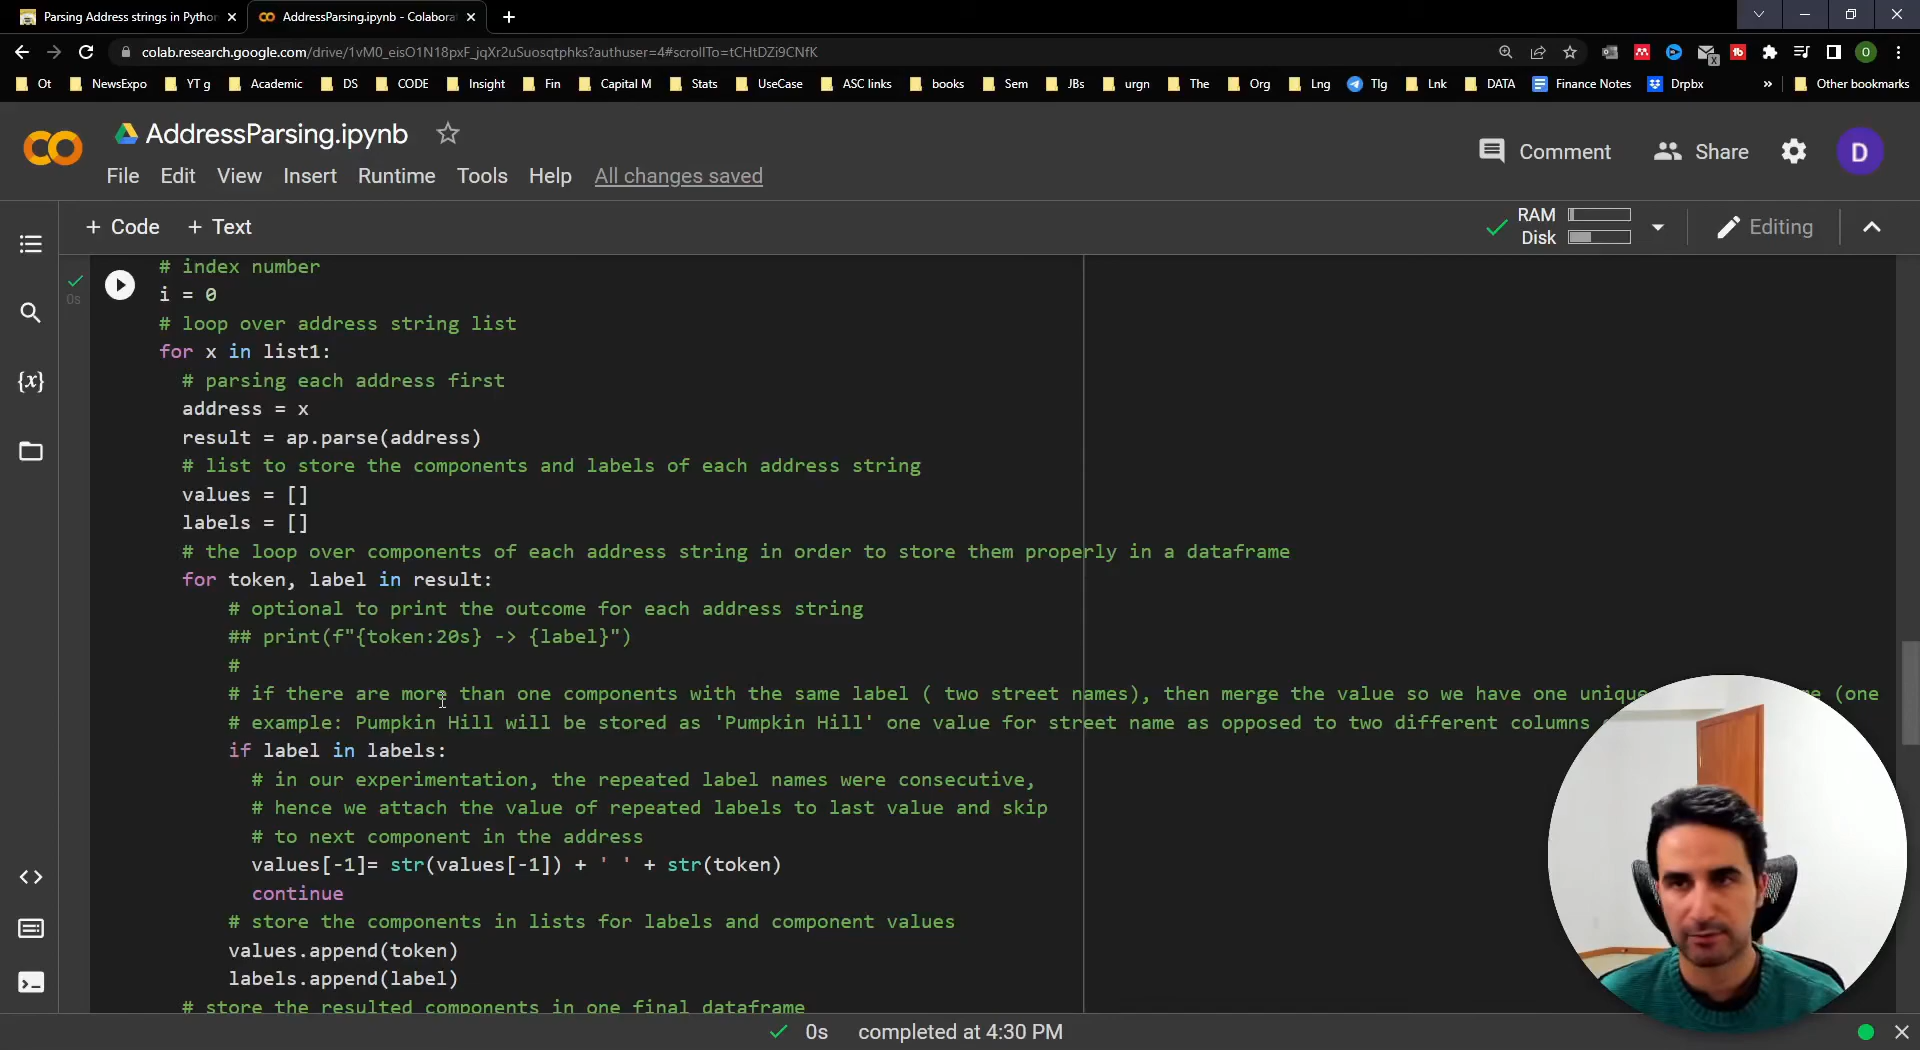 Parsing Address strings in Pytho
AddressParsing.ipynb - Colaborat
colab.research.google.com/drive/1vM0_eisO1N18pxF_jqXr2uSuosqtphks?authuser=4#scrollTo=tCHtDZi9CNfK
Ot NewsExpo YT g Academic DS CODE Insight Fin Capital M Stats UseCase ASC links books Sem JBs urgn The Org Lng Tlg Lnk DATA Finance Notes Drpbx » Other bookmarks
AddressParsing.ipynb
Comment Share D
File Edit View Insert Runtime Tools Help All changes saved
+ Code + Text
RAM
Disk
Editing
# index number
i = 0
# loop over address string list
for x in list1:
# parsing each address first
address = x
result = ap.parse(address)
# list to store the components and labels of each address string
values = []
labels = []
# the loop over components of each address string in order to store them properly in a dataframe
for token, label in result:
# optional to print the outcome for each address string
## print(f"{token:20s} -> {label}")
#
# if there are more than one components with the same label ( two street names), then merge the value so we have one unique (one
# example: Pumpkin Hill will be stored as 'Pumpkin Hill' one value for street name as opposed to two different columns
if label in labels:
# in our experimentation, the repeated label names were consecutive,
# hence we attach the value of repeated labels to last value and skip
# to next component in the address
values[-1]= str(values[-1]) + ' ' + str(token)
continue
# store the components in lists for labels and component values
values.append(token)
labels.append(label)
# store the resulted components in one final dataframe
0s
{x}
0s completed at 4:30 PM